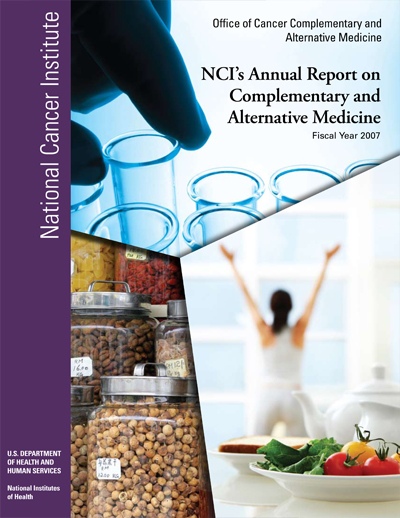 Office of Cancer Complementary and
Alternative Medicine
NCI's Annual Report on
Complementary and
Alternative Medicine
Fiscal Year 2007
National Cancer Institute
U.S. DEPARTMENT
OF HEALTH AND
HUMAN SERVICES
National Institutes
of Health